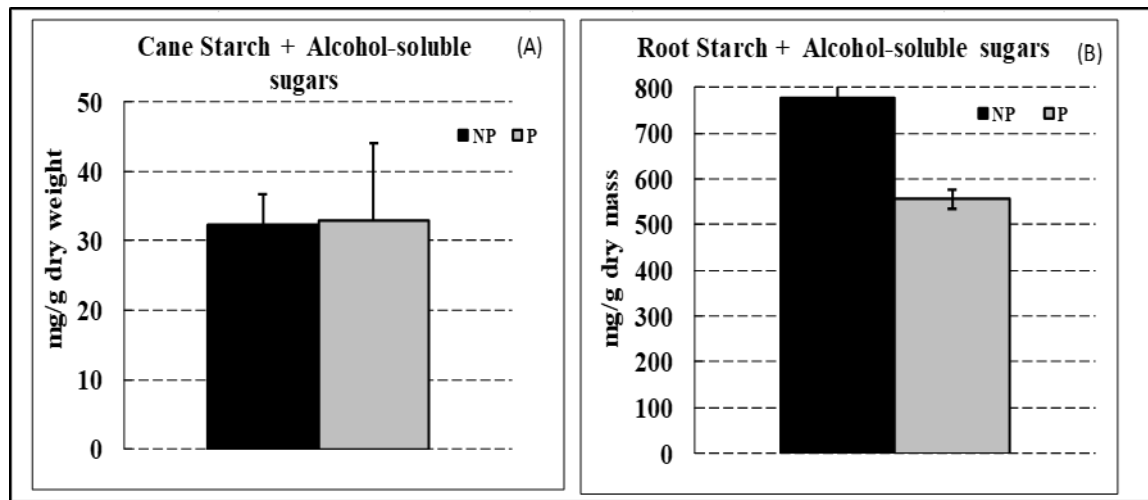 Cane Starch + Alcohol-soluble
sugars
(A)
50
40
30
20
10
0
mg/g dry weight
NP P
Root Starch + Alcohol-soluble sugars
(B)
800
700
600
500
400
300
200
100
0
mg/g dry mass
NP P